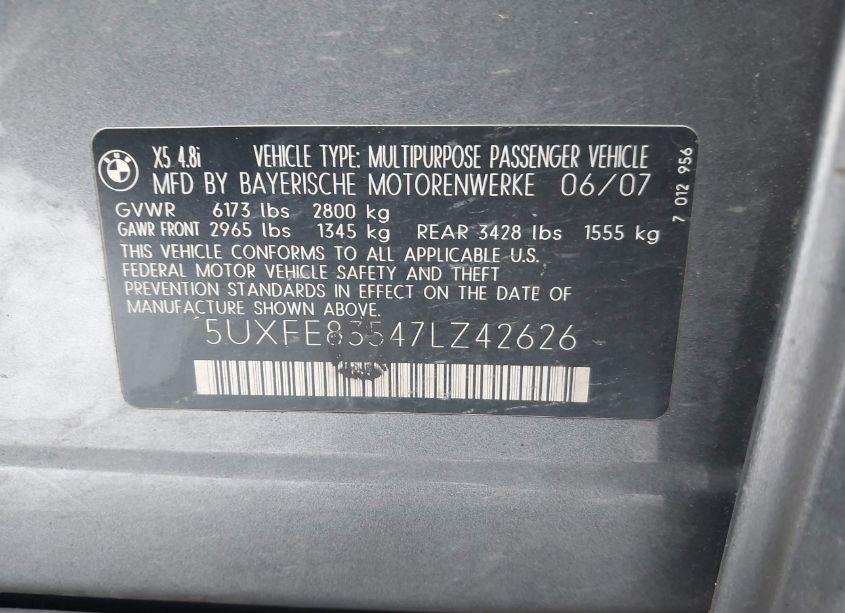 X5 4.8i VEHICLE TYPE: MULTIPURPOSE PASSENGER VEHICLE
MFD BY BAYERISCHE MOTORENWERKE 06/07
GVWR 6173 lbs 2800 kg
GAWR FRONT 2965 lbs 1345 kg REAR 3428 lbs 1555 kg
THIS VEHICLE CONFORMS TO ALL APPLICABLE U.S.
FEDERAL MOTOR VEHICLE SAFETY AND THEFT
PREVENTION STANDARDS IN EFFECT ON THE DATE OF
MANUFACTURE SHOWN ABOVE.
5UXFE83547LZ42626
7 012 956
BMW